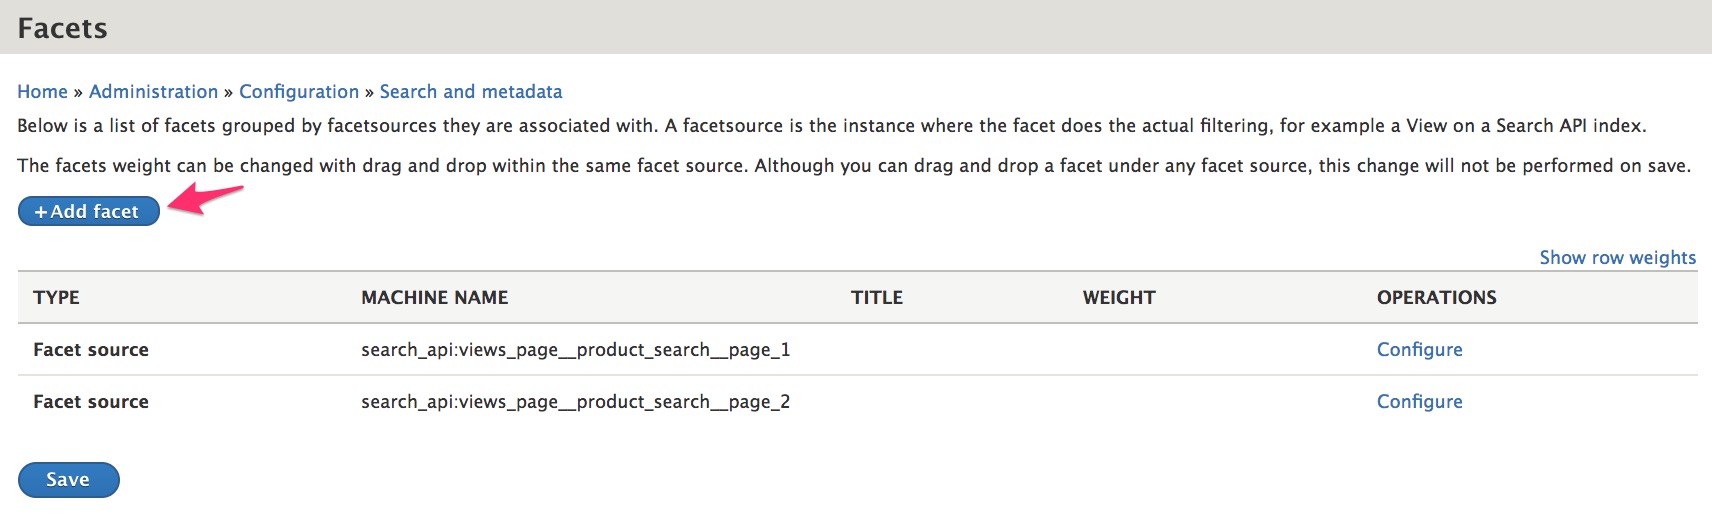 Facets
Home » Administration » Configuration » Search and metadata
Below is a list of facets grouped by facetsources they are associated with. A facetsource is the instance where the facet does the actual filtering, for example a View on a Search API index.
The facets weight can be changed with drag and drop within the same facet source. Although you can drag and drop a facet under any facet source, this change will not be performed on save.
+Add facet
Show row weights
TYPE MACHINE NAME TITLE WEIGHT OPERATIONS
Facet source search_api:views_page__product_search__page_1 Configure
Facet source search_api:views_page__product_search__page_2 Configure
Save